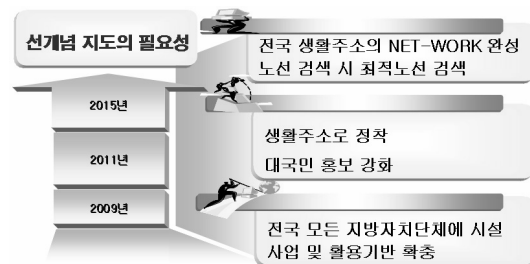 선개념 지도의 필요성
전국 생활주소의 NET-WORK 완성
노선 검색 시 최적노선 검색
2015년
생활주소로 정착
대국민 홍보 강화
2011년
2009년
전국 모든 지방자치단체에 시설
사업 및 활용기반 확충